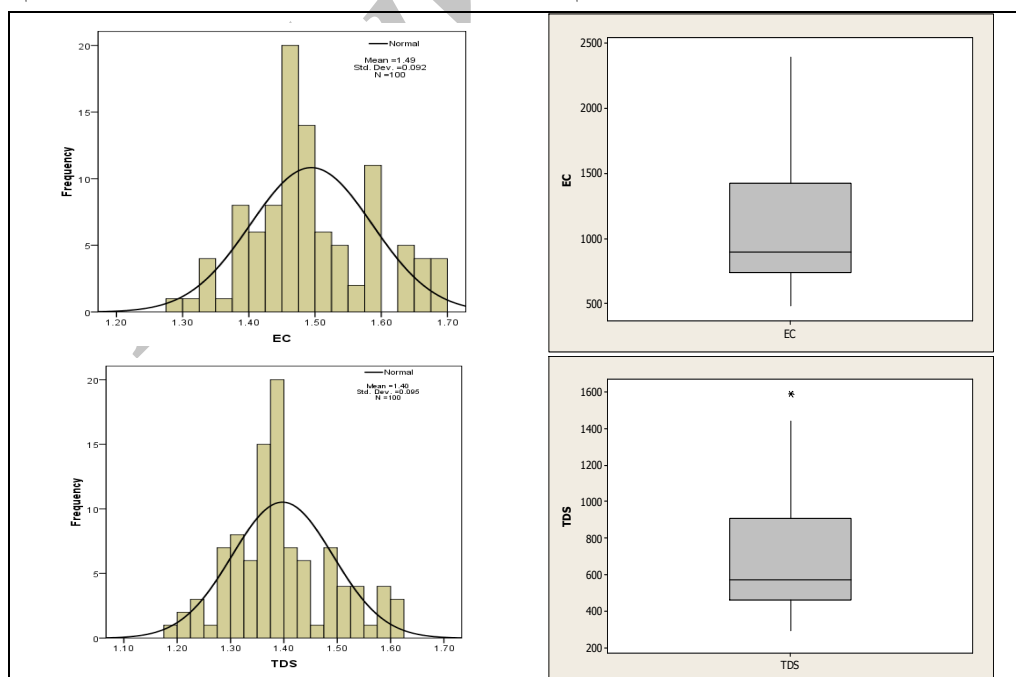 Normal
Mean =1.49
Std. Dev. =0.092
N =100
20
15
10
5
0
Frequency
1.20 1.30 1.40 1.50 1.60 1.70
EC
2500
2000
1500
1000
500
EC
EC
Normal
Mean =1.40
Std. Dev. =0.095
N =100
20
15
10
5
0
Frequency
1.10 1.20 1.30 1.40 1.50 1.60 1.70
TDS
1600
1400
1200
1000
800
600
400
200
TDS
TDS